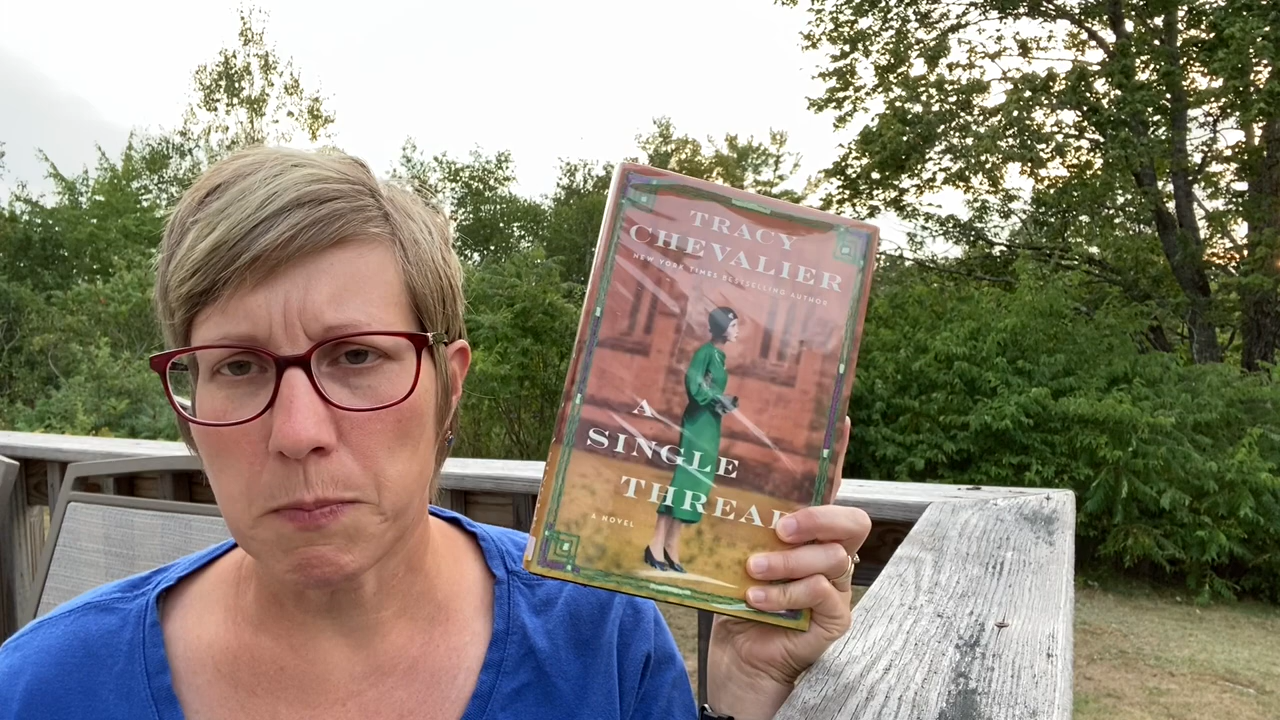 TRACY
CHEVALIER
NEW YORK TIMES BESTSELLING AUTHOR
A
SINGLE
THREAD
A NOVEL